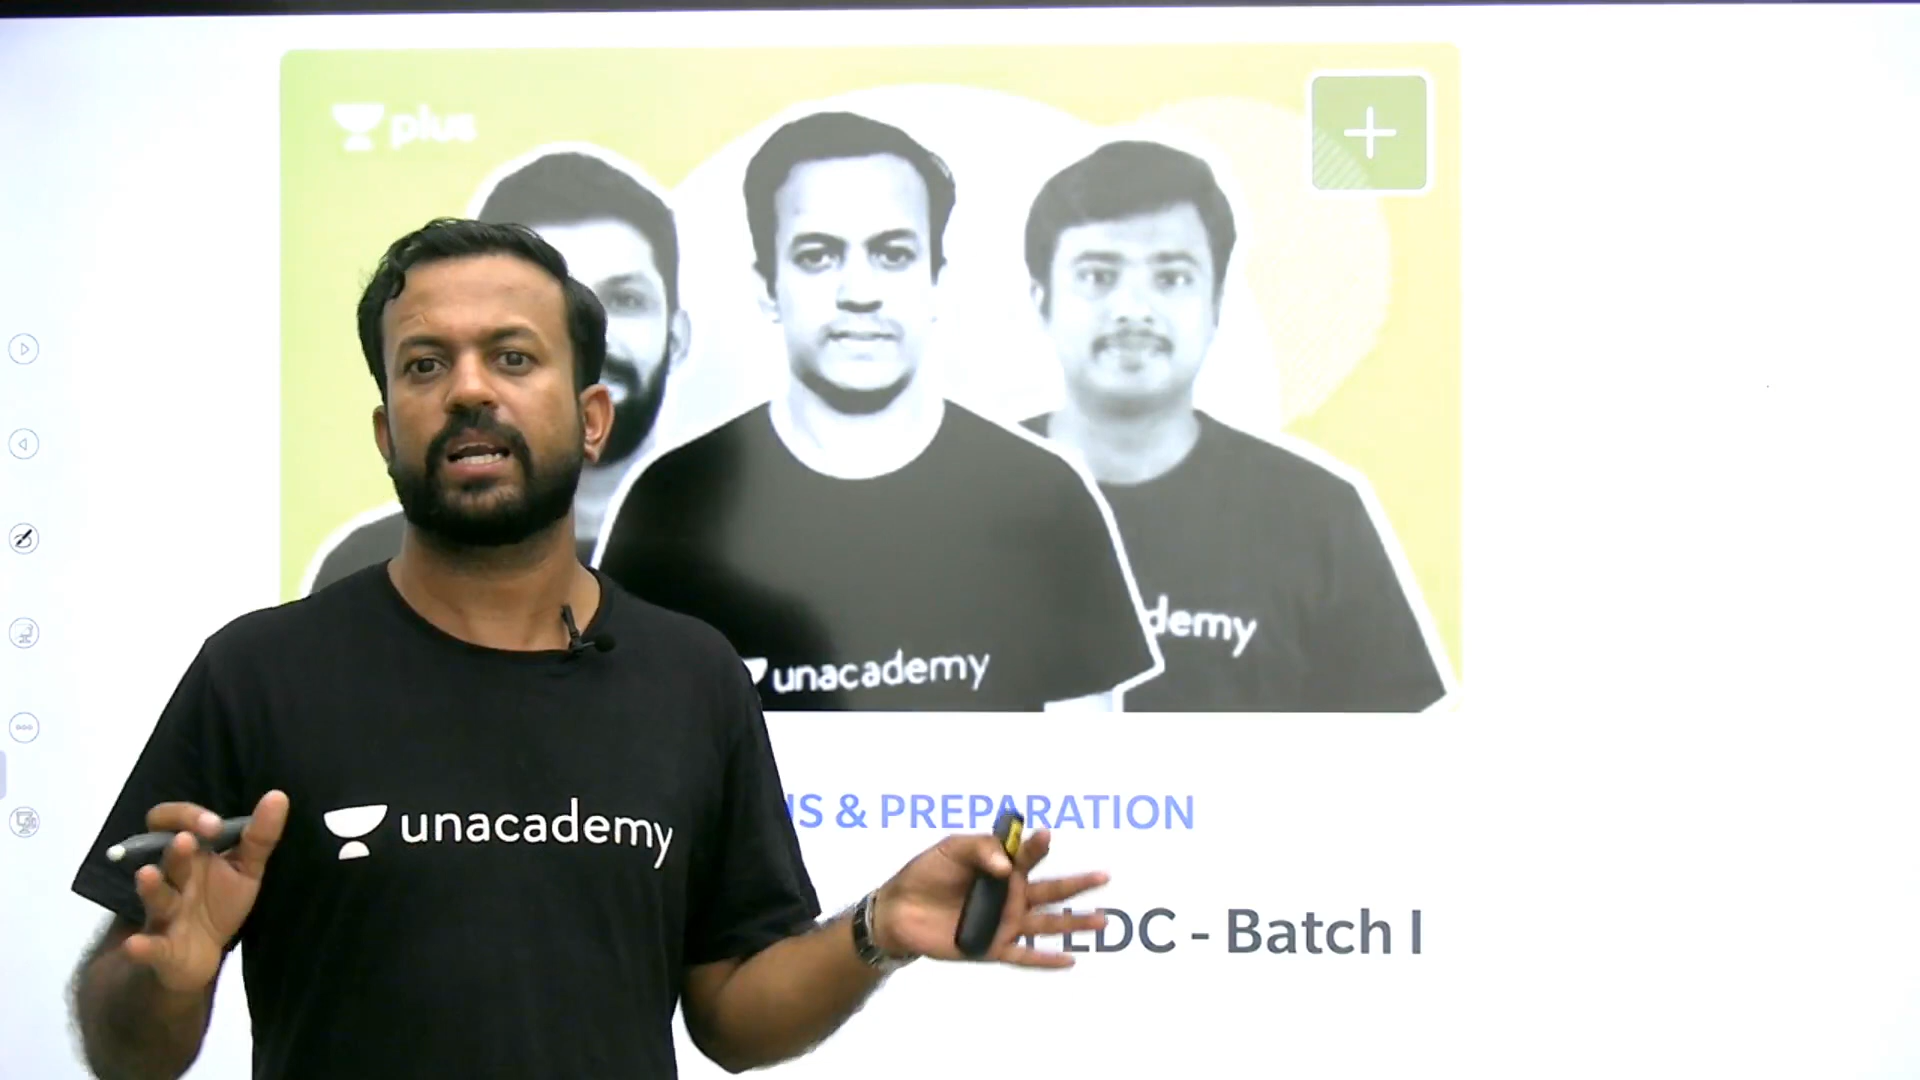 plus
demy
unacademy
& PREPARATION
unacademy
LDC - Batch I